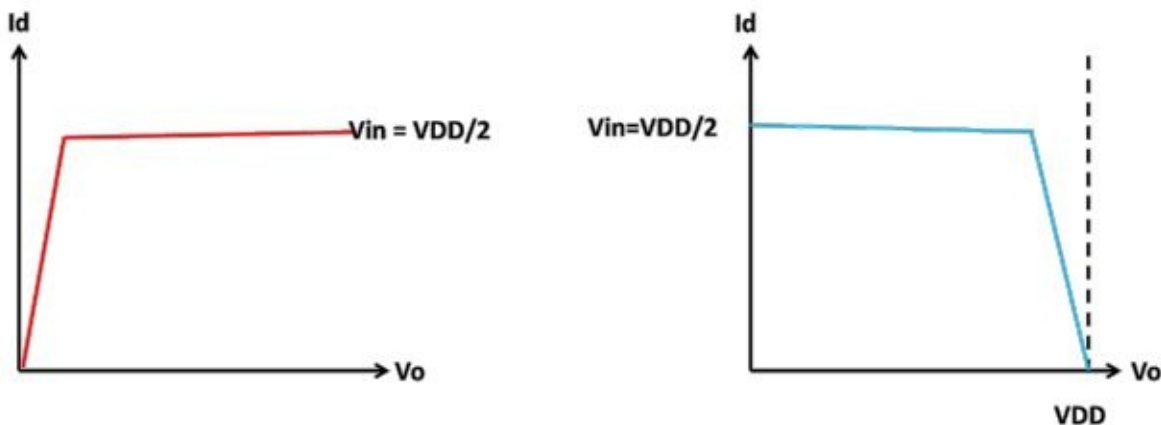 Id
Vin = VDD/2
Vo
Id
Vin=VDD/2
Vo
VDD